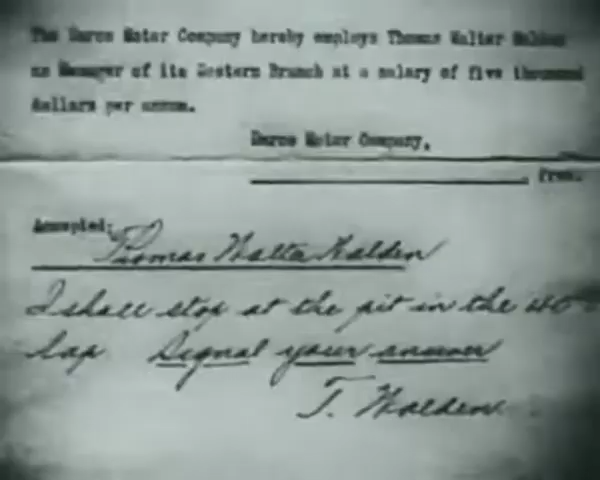 The Darco Motor Company hereby employs Thomas Walter Walden
as Manager of its Western Branch at a salary of five thousand
dollars per annum.
Darco Motor Company.
Pres.
Accepted:
Thomas Walter Walden
I shall stop at the pit in the
lap Signal your answer
T. Walden